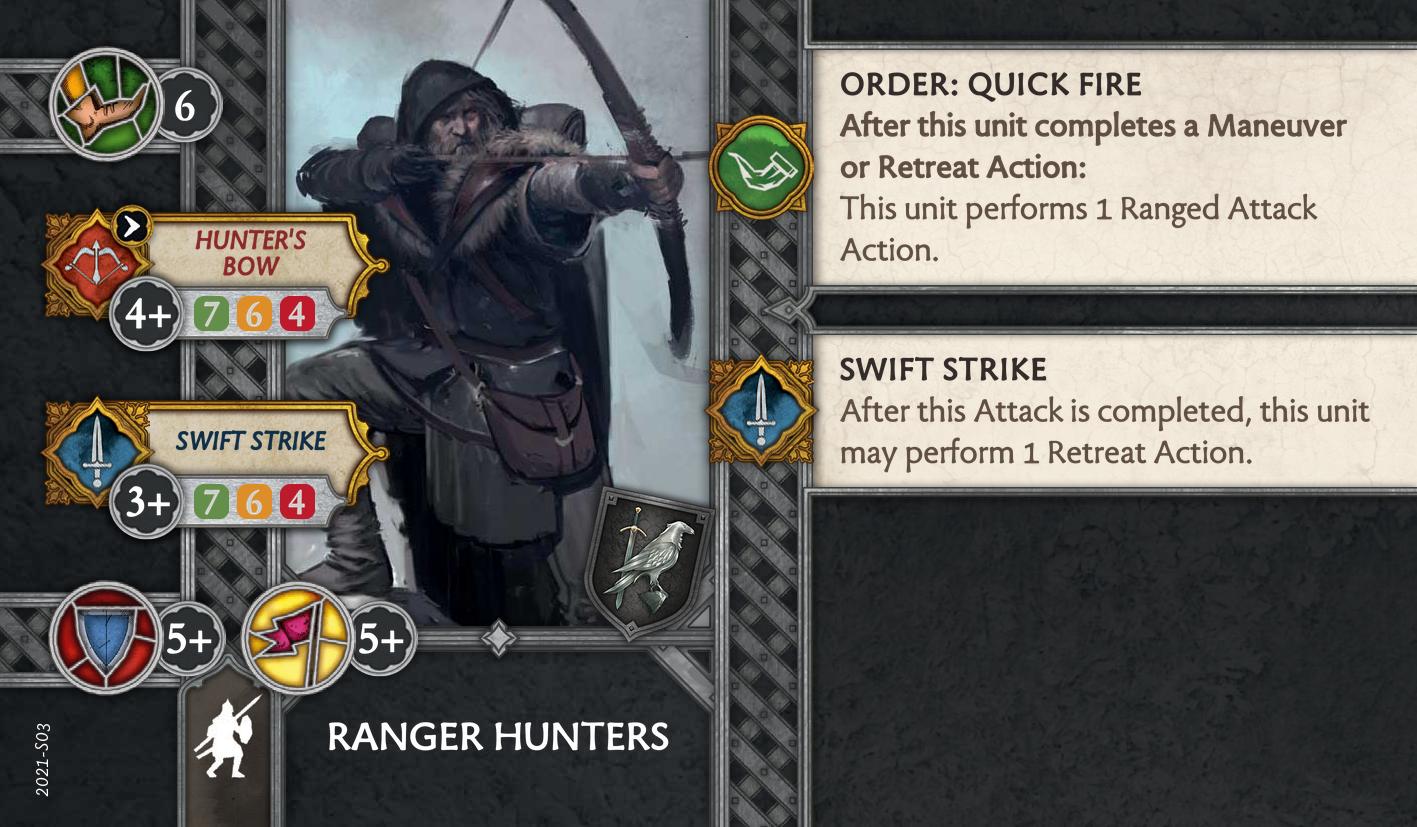 6
HUNTER'S
BOW
4+ 7 6 4
SWIFT STRIKE
3+ 7 6 4
5+ 5+
RANGER HUNTERS
2021-S03
ORDER: QUICK FIRE
After this unit completes a Maneuver
or Retreat Action:
This unit performs 1 Ranged Attack
Action.
SWIFT STRIKE
After this Attack is completed, this unit
may perform 1 Retreat Action.